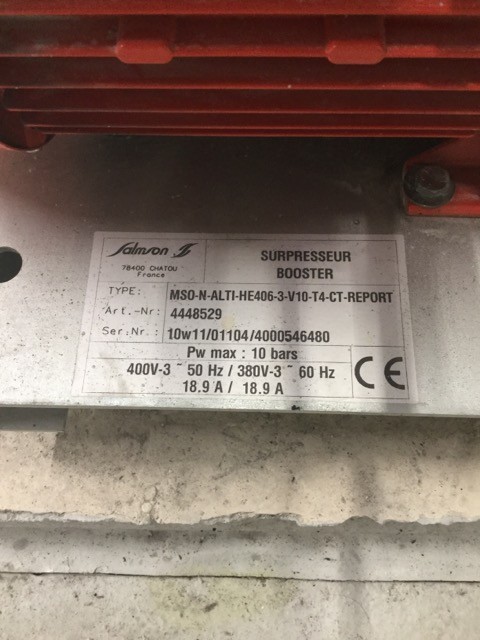 Salmson
78400 CHATOU
France
SURPRESSEUR
BOOSTER
TYPE: MSO-N-ALTI-HE406-3-V10-T4-CT-REPORT
Art.-Nr: 4448529
Ser.Nr.: 10w11/01104/4000546480
Pw max : 10 bars
400V-3 ~ 50 Hz / 380V-3 ~ 60 Hz
18.9 A / 18.9 A
CE